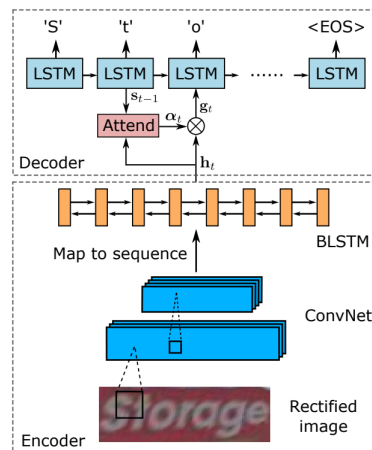 'S' 't' 'o' <EOS>
LSTM LSTM LSTM ...... LSTM
s_{t-1} g_t
Attend α_t
Decoder h_t
BLSTM
Map to sequence
ConvNet
Storage
Rectified
image
Encoder